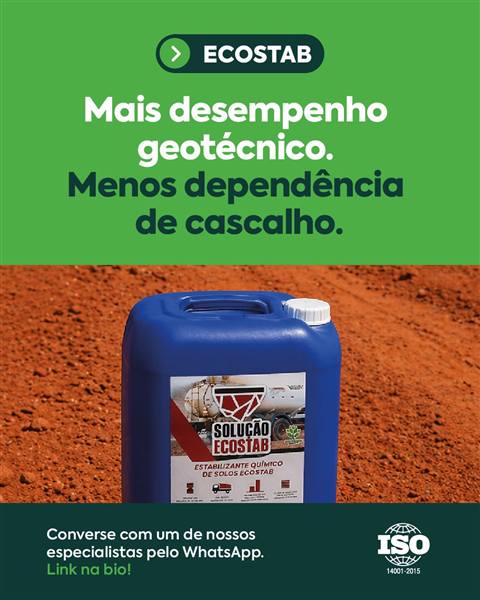 ECOSTAB
Mais desempenho
geotécnico.
Menos dependência
de cascalho.
SOLUÇÃO
ECOSTAB
ESTABILIZANTE QUÍMICO
DE SOLOS ECOSTAB
Converse com um de nossos
especialistas pelo WhatsApp.
Link na bio!
ISO
14001-2015